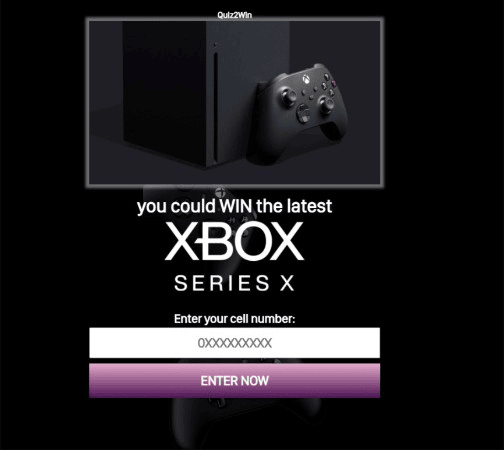 Quiz2Win
you could WIN the latest
XBOX
SERIES X
Enter your cell number:
0XXXXXXXXX
ENTER NOW